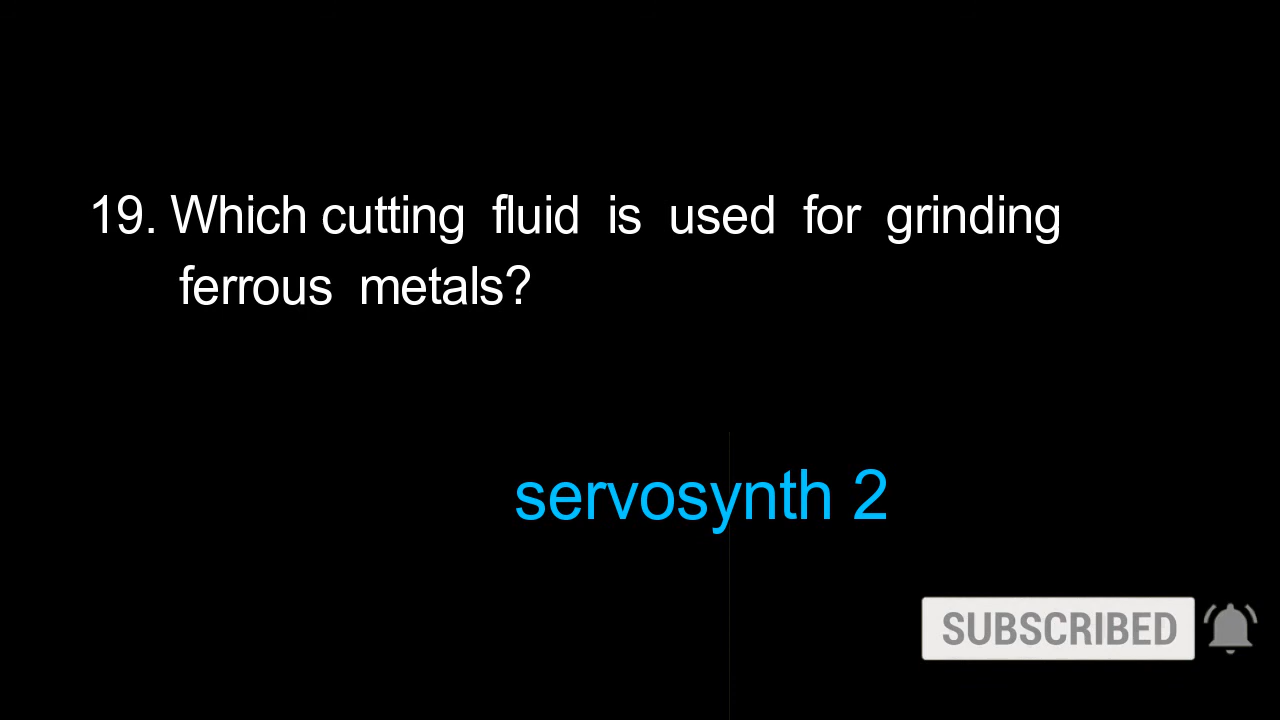 19. Which cutting fluid is used for grinding
ferrous metals?
servosynth 2
SUBSCRIBED